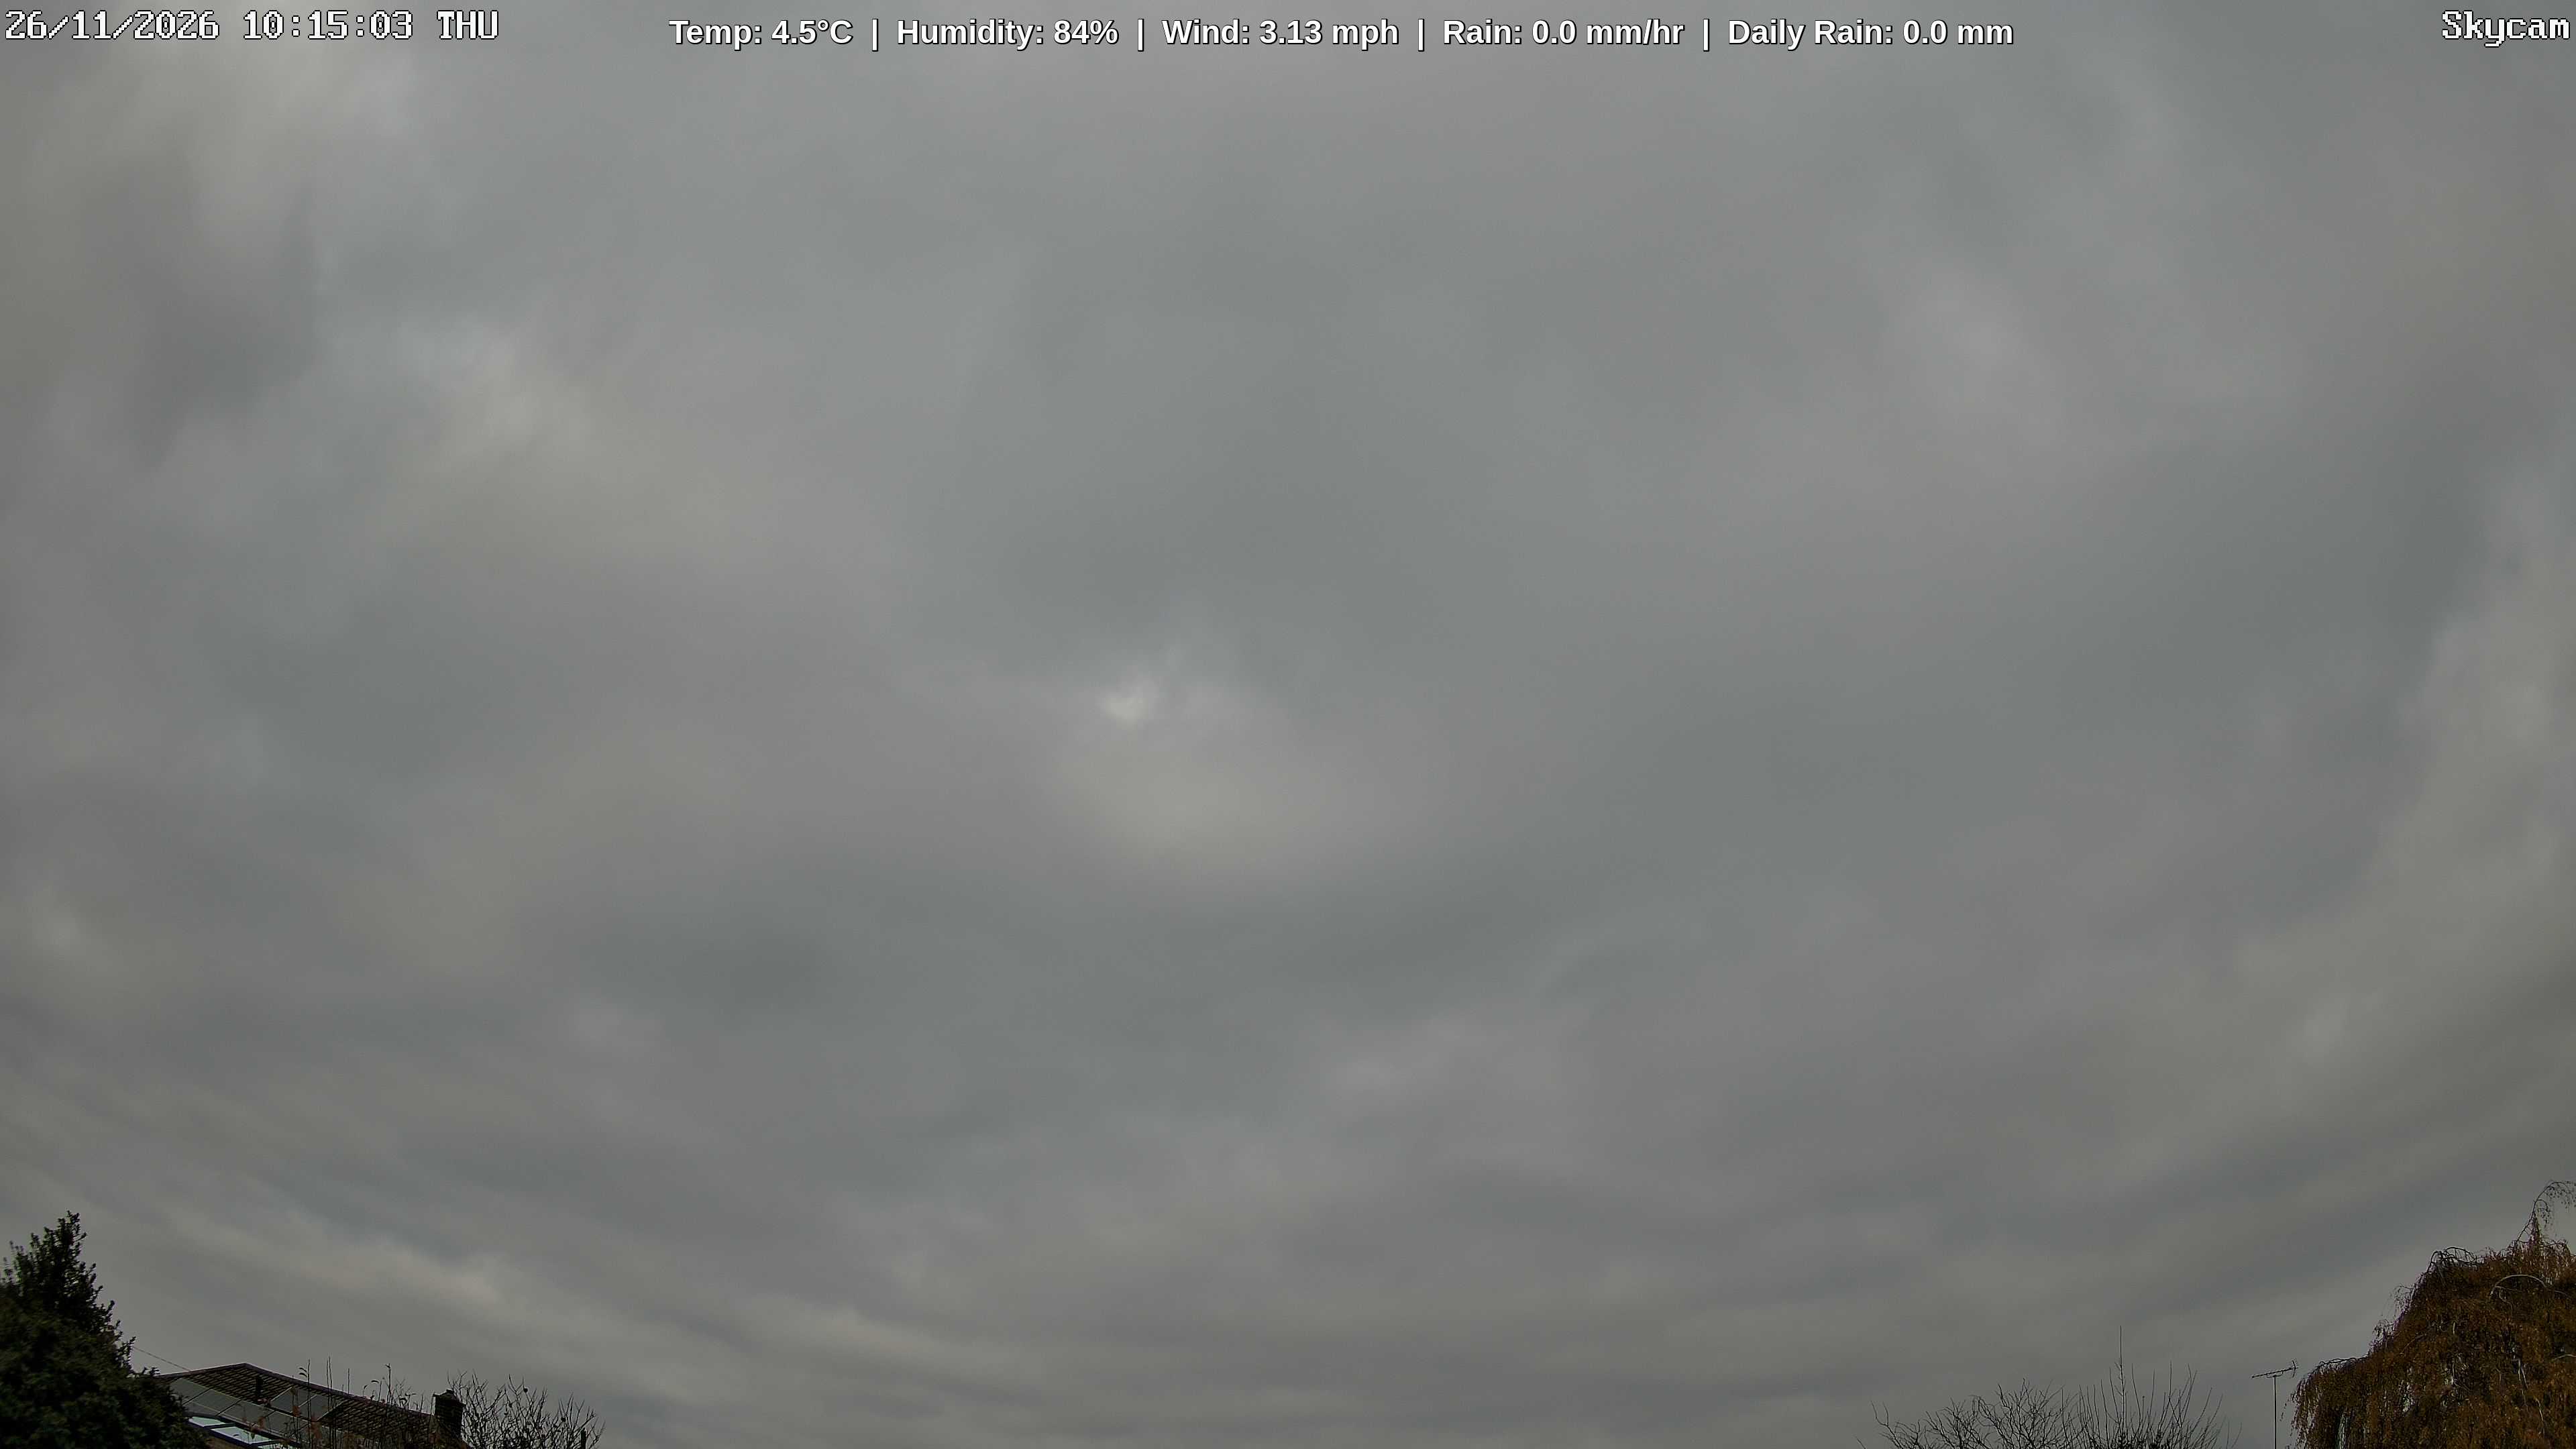 26/11/2026 10:15:03 THU
Temp: 4.5°C | Humidity: 84% | Wind: 3.13 mph | Rain: 0.0 mm/hr | Daily Rain: 0.0 mm
Skycam